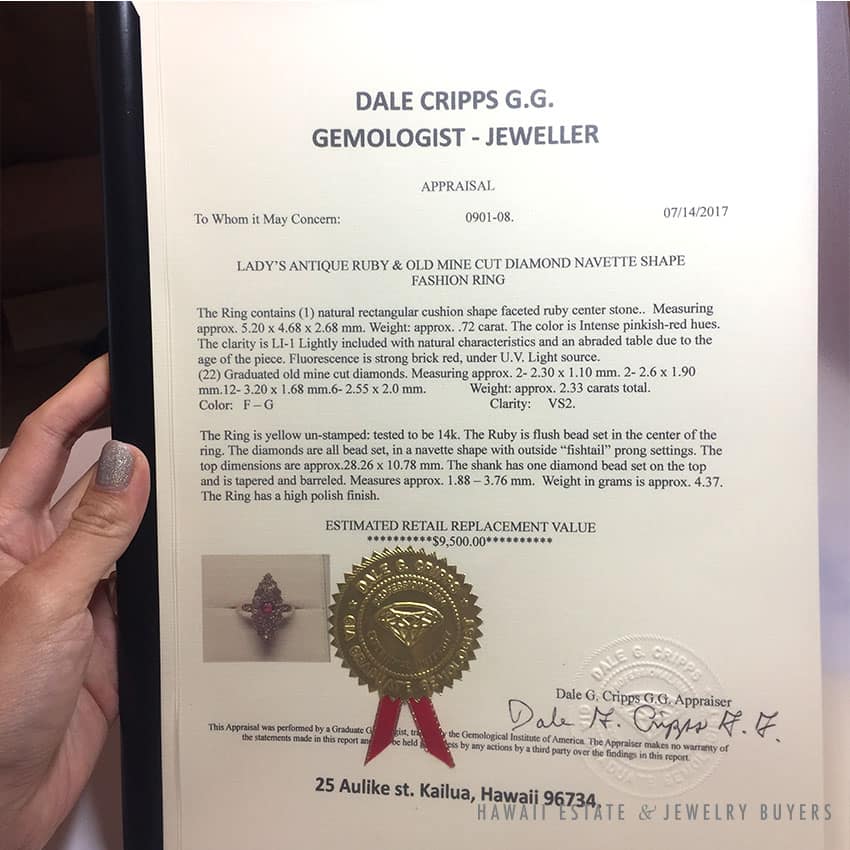 DALE CRIPPS G.G.
GEMOLOGIST - JEWELLER
APPRAISAL
To Whom it May Concern: 0901-08. 07/14/2017
LADY'S ANTIQUE RUBY & OLD MINE CUT DIAMOND NAVETTE SHAPE
FASHION RING
The Ring contains (1) natural rectangular cushion shape faceted ruby center stone.. Measuring
approx. 5.20 x 4.68 x 2.68 mm. Weight: approx. .72 carat. The color is Intense pinkish-red hues.
The clarity is LI-1 Lightly included with natural characteristics and an abraded table due to the
age of the piece. Fluorescence is strong brick red, under U.V. Light source.
(22) Graduated old mine cut diamonds. Measuring approx. 2- 2.30 x 1.10 mm. 2- 2.6 x 1.90
mm.12- 3.20 x 1.68 mm.6- 2.55 x 2.0 mm. Weight: approx. 2.33 carats total.
Color: F – G Clarity: VS2.
The Ring is yellow un-stamped: tested to be 14k. The Ruby is flush bead set in the center of the
ring. The diamonds are all bead set, in a navette shape with outside “fishtail” prong settings. The
top dimensions are approx.28.26 x 10.78 mm. The shank has one diamond bead set on the top
and is tapered and barreled. Measures approx. 1.88 – 3.76 mm. Weight in grams is approx. 4.37.
The Ring has a high polish finish.
ESTIMATED RETAIL REPLACEMENT VALUE
**********$9,500.00**********
DALE G. CRIPPS
PROFESSIONAL
GIA GRADUATE GEMOLOGIST
DALE G. CRIPPS
Dale G. Cripps G.G. Appraiser
Dale G. Cripps G.G.
This Appraisal was performed by a Graduate the Gemological Institute of America. The Appraiser makes no warranty of
the statements made in this report be held by any actions by a third party over the findings in this report.
25 Aulike st. Kailua, Hawaii 96734.
HAWAII ESTATE & JEWELRY BUYERS